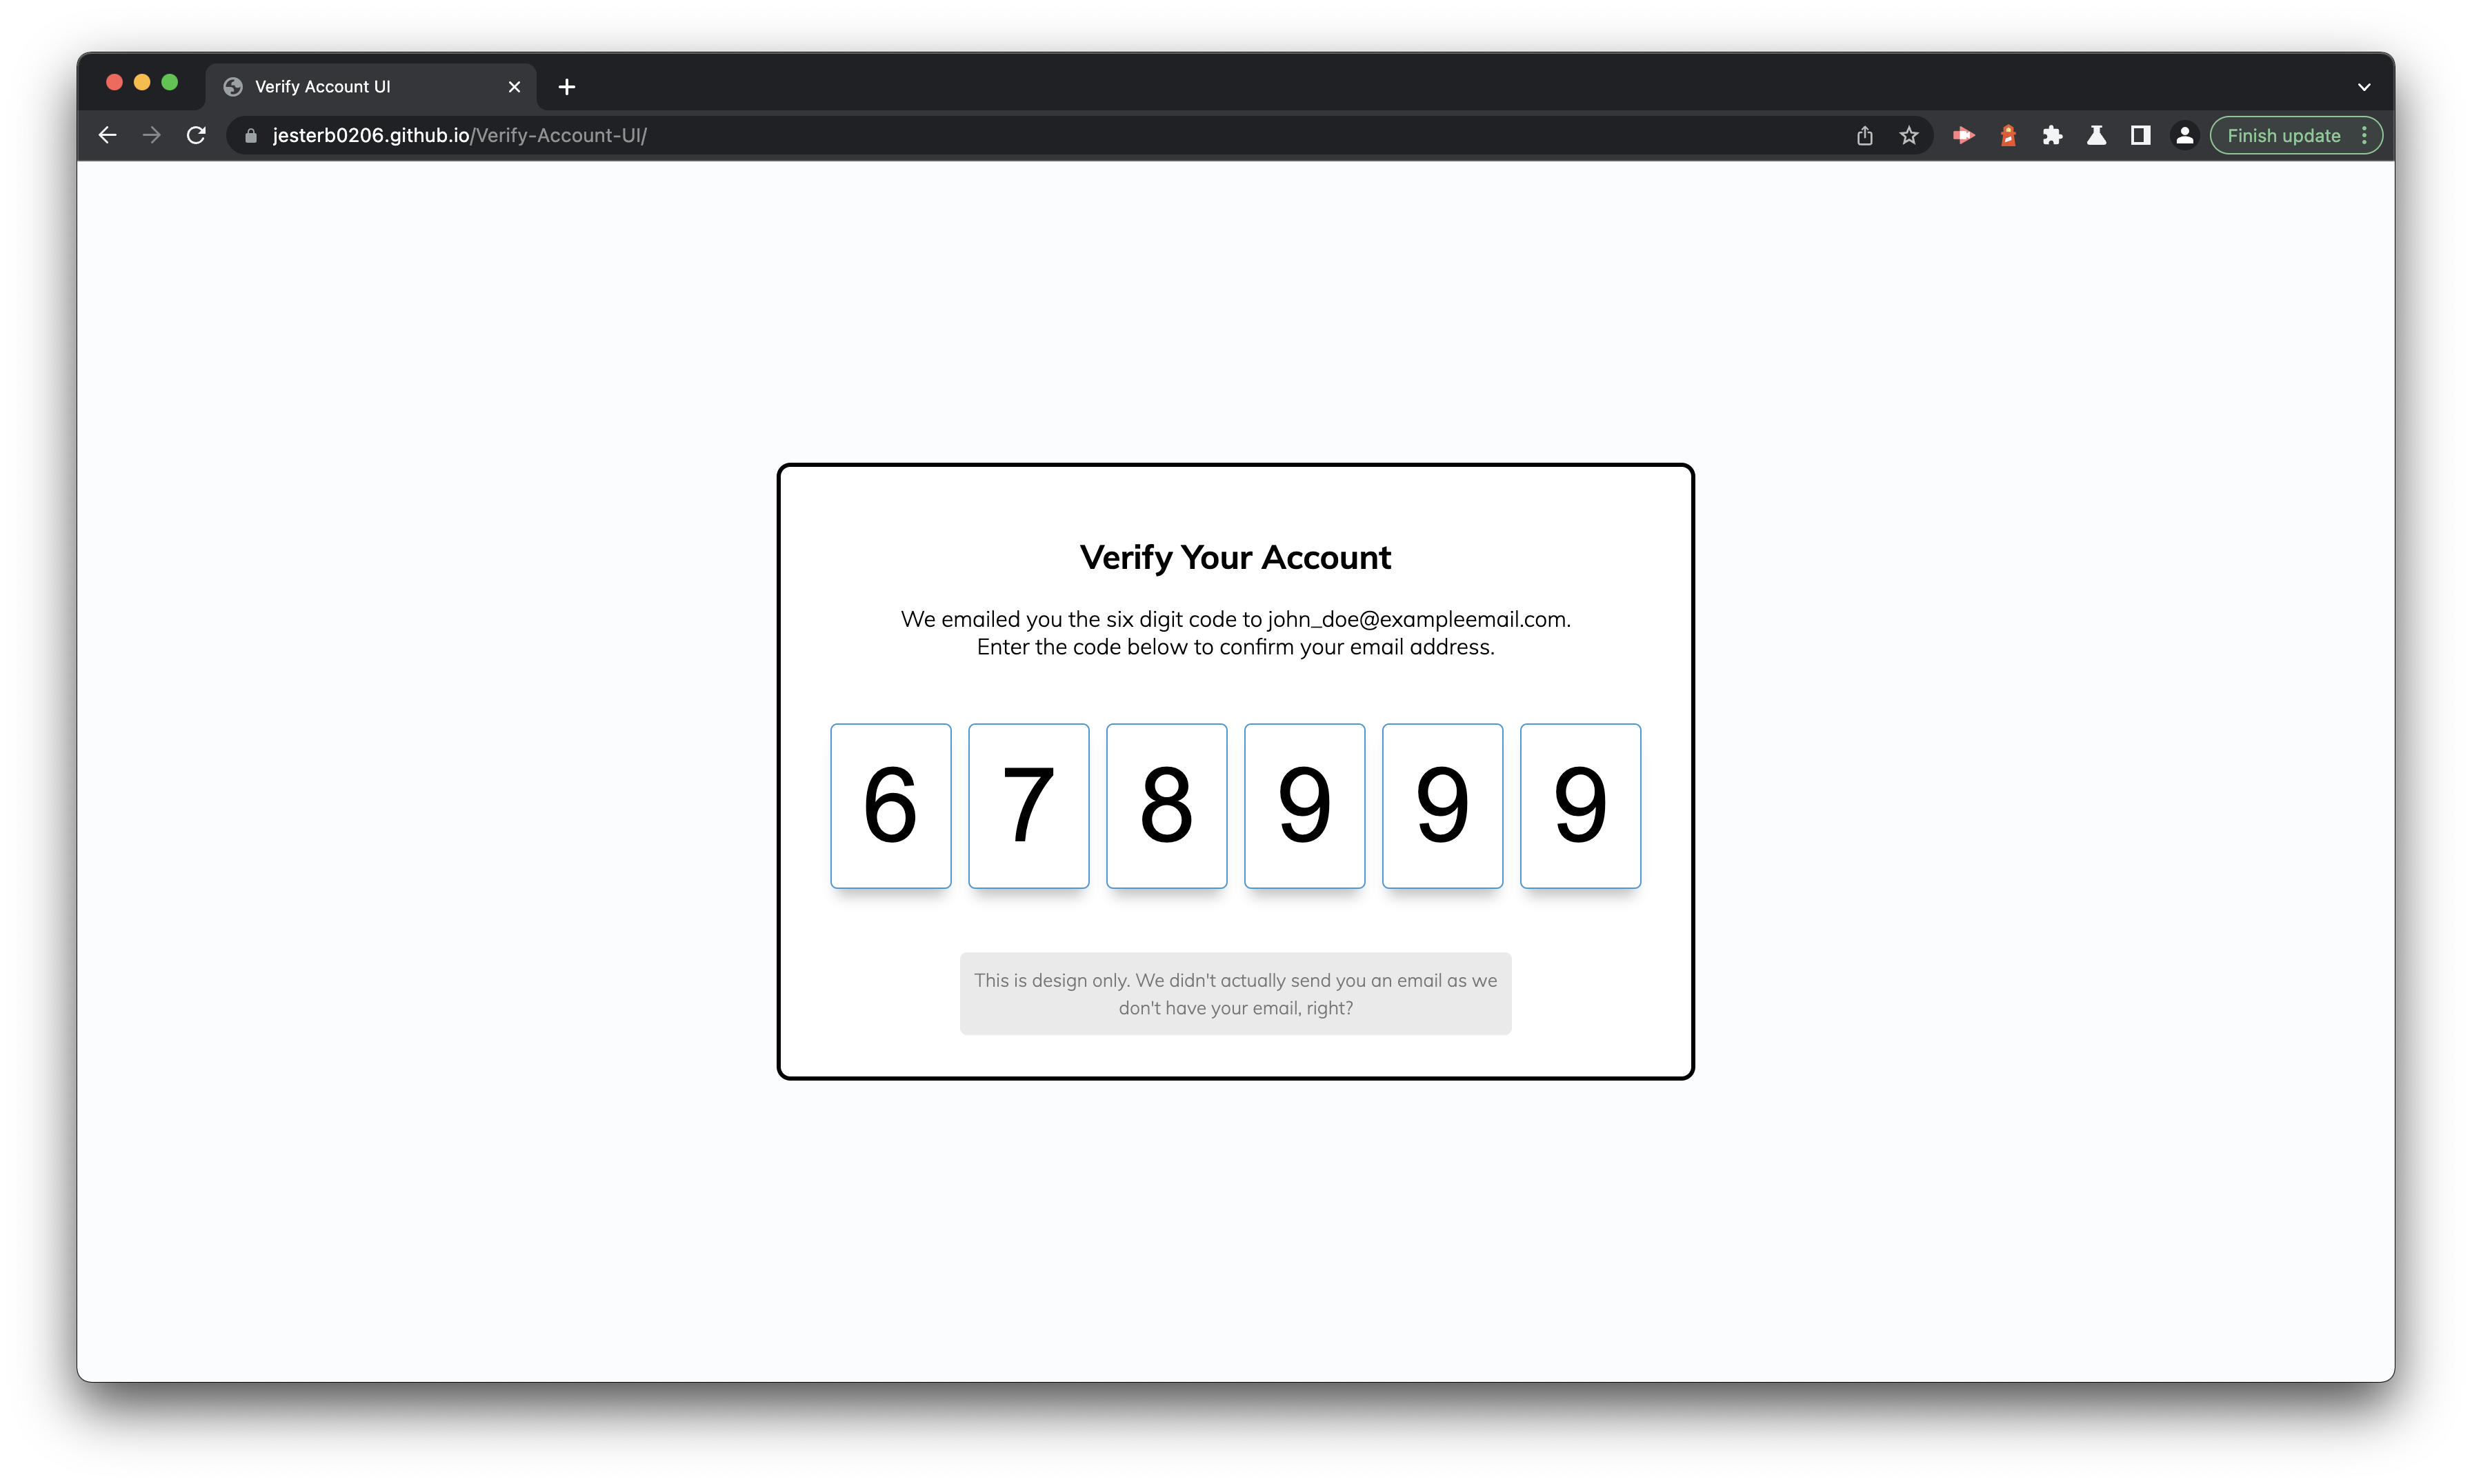 Verify Account UI
jesterb0206.github.io/Verify-Account-UI/
Finish update
Verify Your Account
We emailed you the six digit code to john_doe@exampleemail.com.
Enter the code below to confirm your email address.
6 7 8 9 9 9
This is design only. We didn't actually send you an email as we
don't have your email, right?